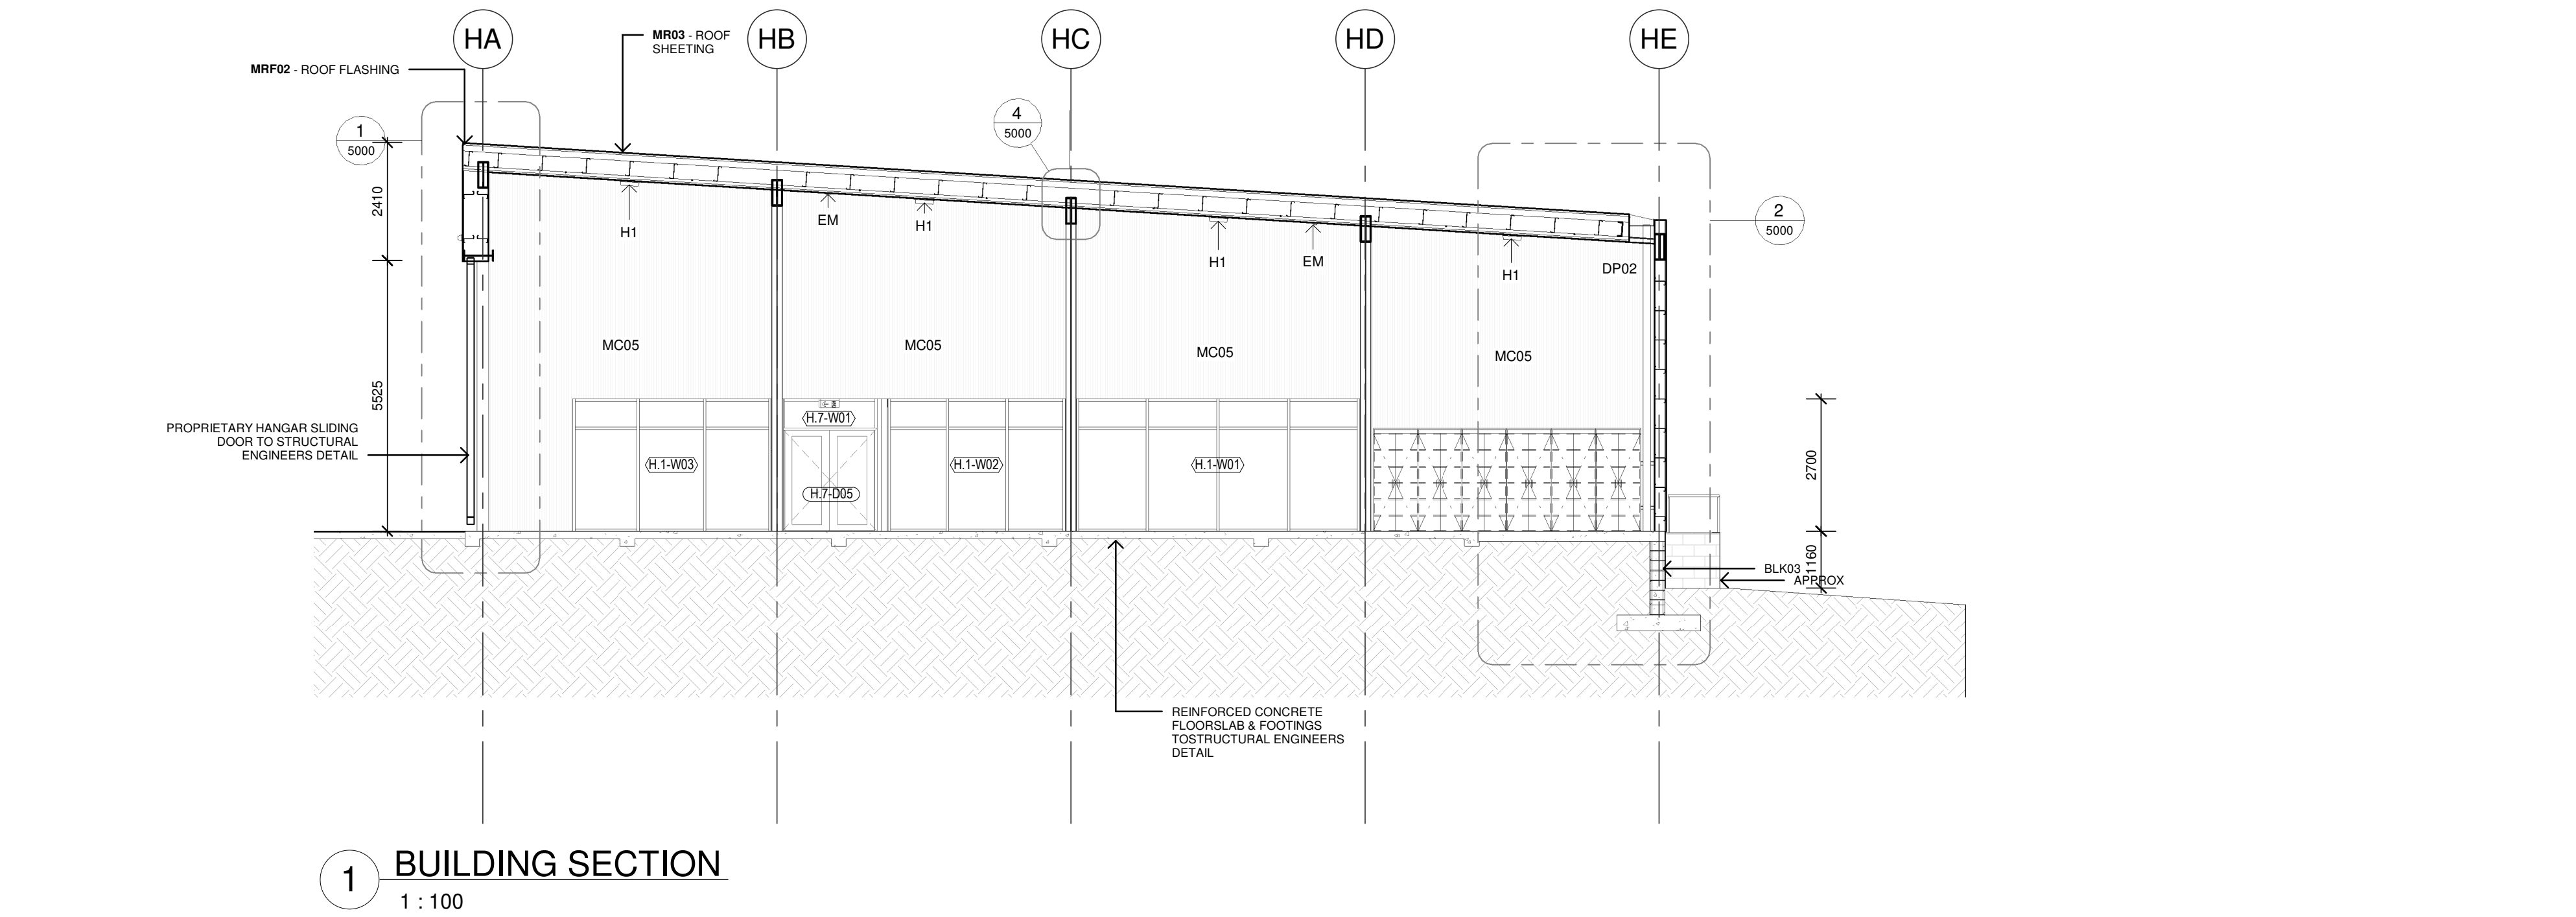 HA
HB
HC
HD
HE
MR03 - ROOF
SHEETING
MRF02 - ROOF FLASHING
1
5000
4
5000
2
5000
2410
H1
EM
H1
H1
EM
H1
DP02
MC05
MC05
MC05
MC05
5525
PROPRIETARY HANGAR SLIDING
DOOR TO STRUCTURAL
ENGINEERS DETAIL
H.7-W01
H.1-W03
H.1-W02
H.1-W01
H.7-D05
2700
1160
BLK03
APPROX
REINFORCED CONCRETE
FLOORSLAB & FOOTINGS
TOSTRUCTURAL ENGINEERS
DETAIL
1
BUILDING SECTION
1 : 100